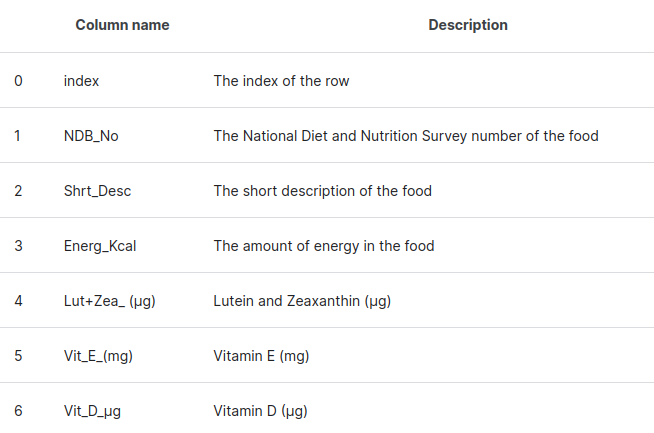 Column name Description
0 index The index of the row
1 NDB_No The National Diet and Nutrition Survey number of the food
2 Shrt_Desc The short description of the food
3 Energ_Kcal The amount of energy in the food
4 Lut+Zea_ (µg) Lutein and Zeaxanthin (µg)
5 Vit_E_(mg) Vitamin E (mg)
6 Vit_D_µg Vitamin D (µg)